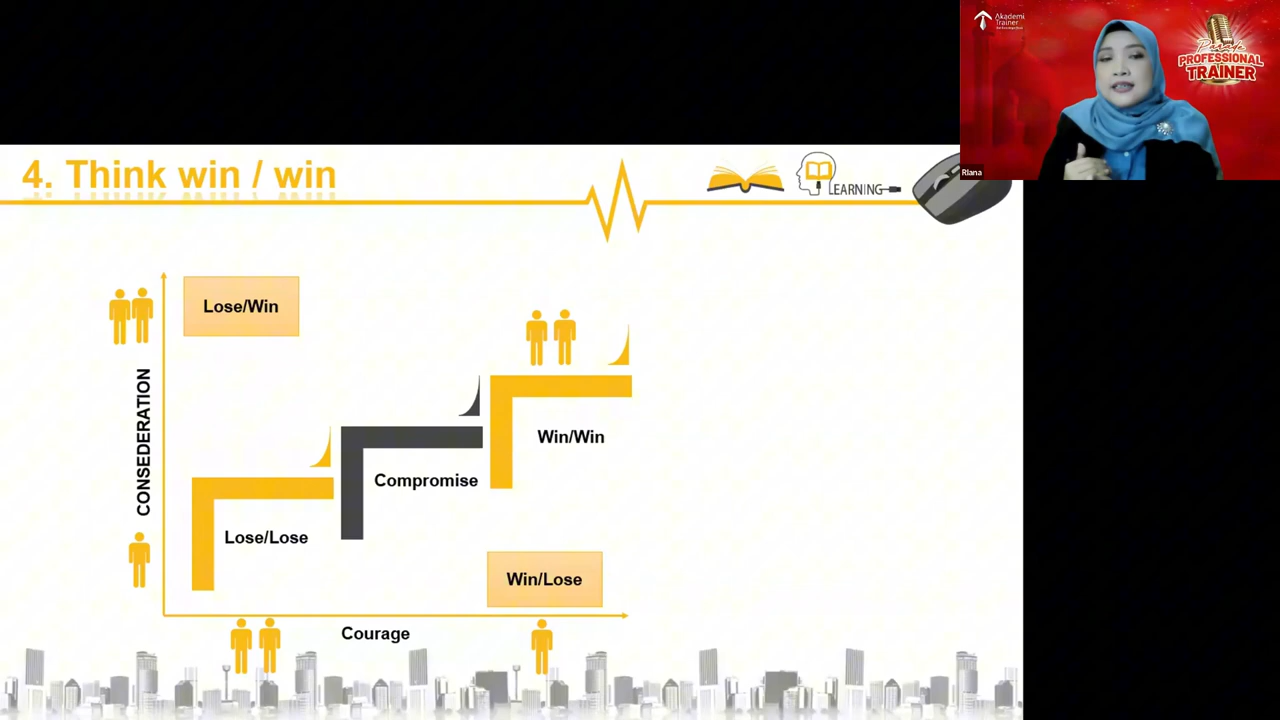 4. Think win / win
LEARNING
Akademi
Trainer
Parade
PROFESSIONAL
TRAINER
Riana
Lose/Win
CONSEDERATION
Win/Win
Compromise
Lose/Lose
Win/Lose
Courage